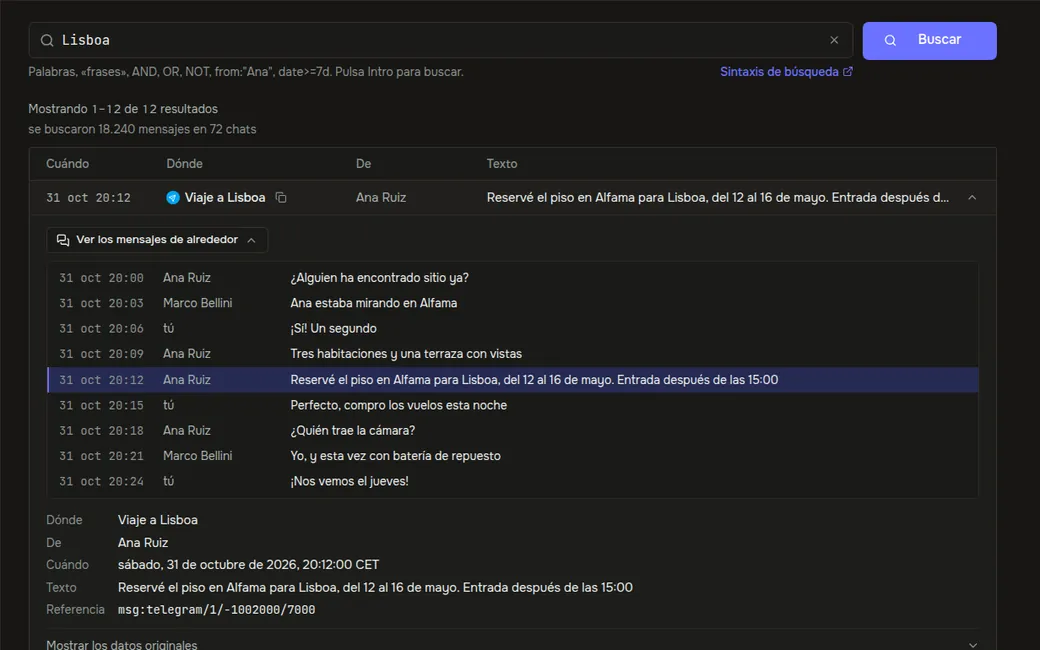 Lisboa
Buscar
Palabras, «frases», AND, OR, NOT, from:"Ana", date>=7d. Pulsa Intro para buscar.
Sintaxis de búsqueda
Mostrando 1–12 de 12 resultados
se buscaron 18.240 mensajes en 72 chats
Cuándo Dónde De Texto
31 oct 20:12 Viaje a Lisboa Ana Ruiz Reservé el piso en Alfama para Lisboa, del 12 al 16 de mayo. Entrada después d...
Ver los mensajes de alrededor
31 oct 20:00 Ana Ruiz ¿Alguien ha encontrado sitio ya?
31 oct 20:03 Marco Bellini Ana estaba mirando en Alfama
31 oct 20:06 tú ¡Sí! Un segundo
31 oct 20:09 Ana Ruiz Tres habitaciones y una terraza con vistas
31 oct 20:12 Ana Ruiz Reservé el piso en Alfama para Lisboa, del 12 al 16 de mayo. Entrada después de las 15:00
31 oct 20:15 tú Perfecto, compro los vuelos esta noche
31 oct 20:18 Ana Ruiz ¿Quién trae la cámara?
31 oct 20:21 Marco Bellini Yo, y esta vez con batería de repuesto
31 oct 20:24 tú ¡Nos vemos el jueves!
Dónde Viaje a Lisboa
De Ana Ruiz
Cuándo sábado, 31 de octubre de 2026, 20:12:00 CET
Texto Reservé el piso en Alfama para Lisboa, del 12 al 16 de mayo. Entrada después de las 15:00
Referencia msg:telegram/1/-1002000/7000
Mostrar los datos originales